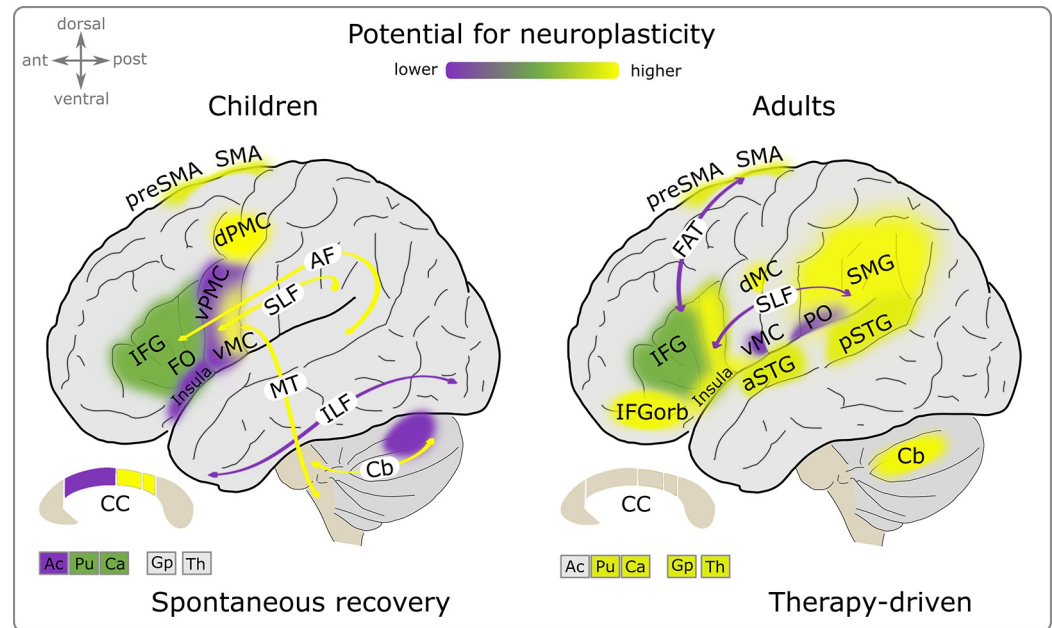 dorsal
ant post
ventral
Potential for neuroplasticity
lower higher
Children
Adults
preSMA SMA
dPMC
AF
vPMC
SLF
IFG
FO
vMC
Insula
MT
ILF
Cb
CC
Ac Pu Ca Gp Th
Spontaneous recovery
preSMA SMA
FAT
dMC
SMG
SLF
PO
IFG
vMC
pSTG
Insula
aSTG
IFGorb
Cb
CC
Ac Pu Ca Gp Th
Therapy-driven